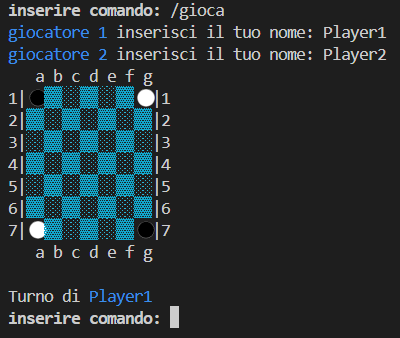 inserire comando: /gioca
giocatore 1 inserisci il tuo nome: Player1
giocatore 2 inserisci il tuo nome: Player2
a b c d e f g
1| |1
2| |2
3| |3
4| |4
5| |5
6| |6
7| |7
a b c d e f g
Turno di Player1
inserire comando: